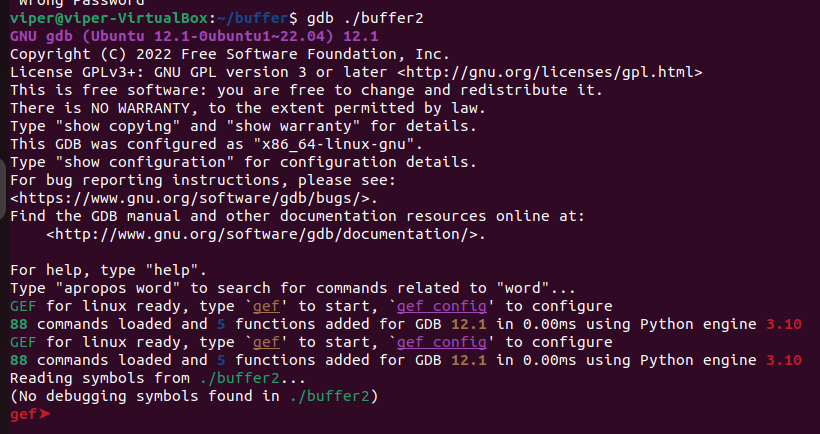 Wrong Password
viper@viper-VirtualBox:~/buffer$ gdb ./buffer2
GNU gdb (Ubuntu 12.1-0ubuntu1~22.04) 12.1
Copyright (C) 2022 Free Software Foundation, Inc.
License GPLv3+: GNU GPL version 3 or later <http://gnu.org/licenses/gpl.html>
This is free software: you are free to change and redistribute it.
There is NO WARRANTY, to the extent permitted by law.
Type "show copying" and "show warranty" for details.
This GDB was configured as "x86_64-linux-gnu".
Type "show configuration" for configuration details.
For bug reporting instructions, please see:
<https://www.gnu.org/software/gdb/bugs/>.
Find the GDB manual and other documentation resources online at:
    <http://www.gnu.org/software/gdb/documentation/>.

For help, type "help".
Type "apropos word" to search for commands related to "word"...
GEF for linux ready, type `gef' to start, `gef config' to configure
88 commands loaded and 5 functions added for GDB 12.1 in 0.00ms using Python engine 3.10
GEF for linux ready, type `gef' to start, `gef config' to configure
88 commands loaded and 5 functions added for GDB 12.1 in 0.00ms using Python engine 3.10
Reading symbols from ./buffer2...
(No debugging symbols found in ./buffer2)
gef➤